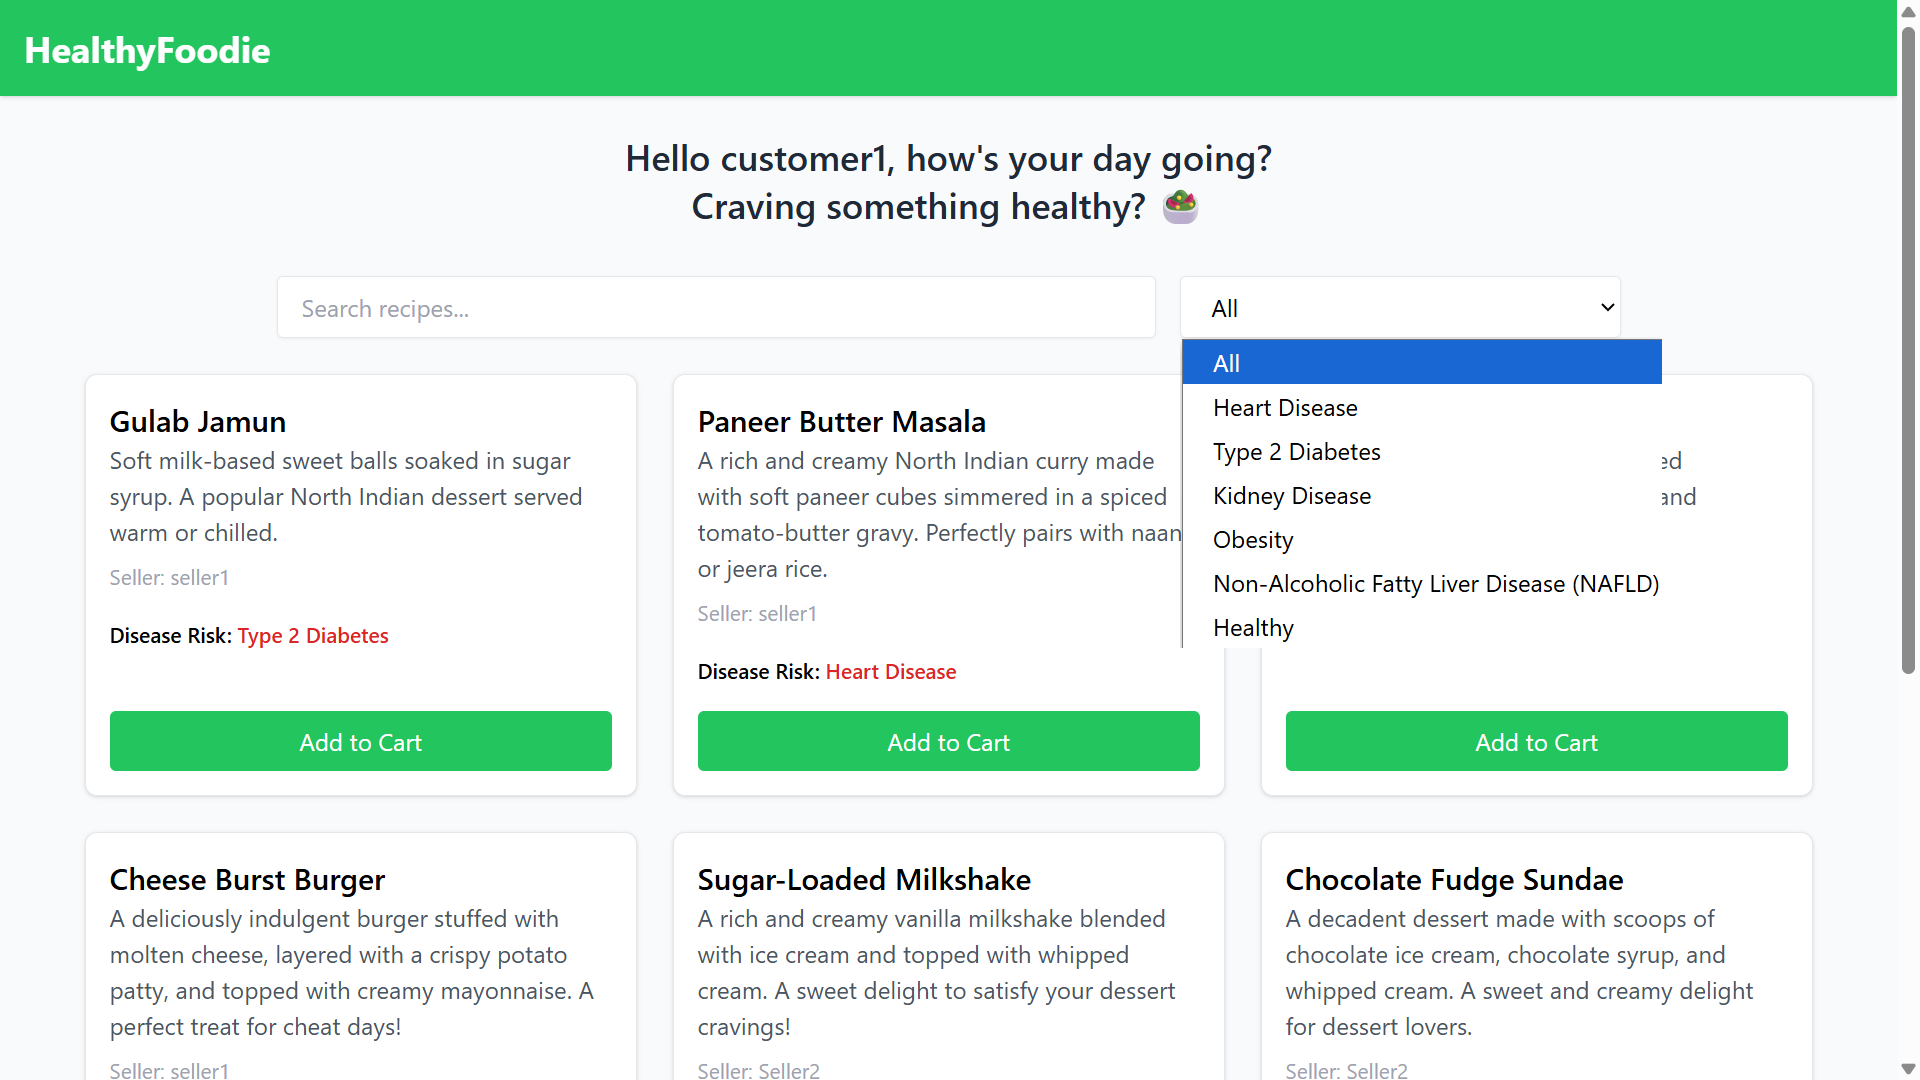 HealthyFoodie
Hello customer1, how's your day going?
Craving something healthy?
Search recipes...
All
All
Heart Disease
Type 2 Diabetes
Kidney Disease
Obesity
Non-Alcoholic Fatty Liver Disease (NAFLD)
Healthy
Gulab Jamun
Soft milk-based sweet balls soaked in sugar
syrup. A popular North Indian dessert served
warm or chilled.
Seller: seller1
Disease Risk: Type 2 Diabetes
Add to Cart
Paneer Butter Masala
A rich and creamy North Indian curry made
with soft paneer cubes simmered in a spiced
tomato-butter gravy. Perfectly pairs with naan
or jeera rice.
Seller: seller1
Disease Risk: Heart Disease
Add to Cart
and
Add to Cart
Cheese Burst Burger
A deliciously indulgent burger stuffed with
molten cheese, layered with a crispy potato
patty, and topped with creamy mayonnaise. A
perfect treat for cheat days!
Seller: seller1
Sugar-Loaded Milkshake
A rich and creamy vanilla milkshake blended
with ice cream and topped with whipped
cream. A sweet delight to satisfy your dessert
cravings!
Seller: Seller2
Chocolate Fudge Sundae
A decadent dessert made with scoops of
chocolate ice cream, chocolate syrup, and
whipped cream. A sweet and creamy delight
for dessert lovers.
Seller: Seller2